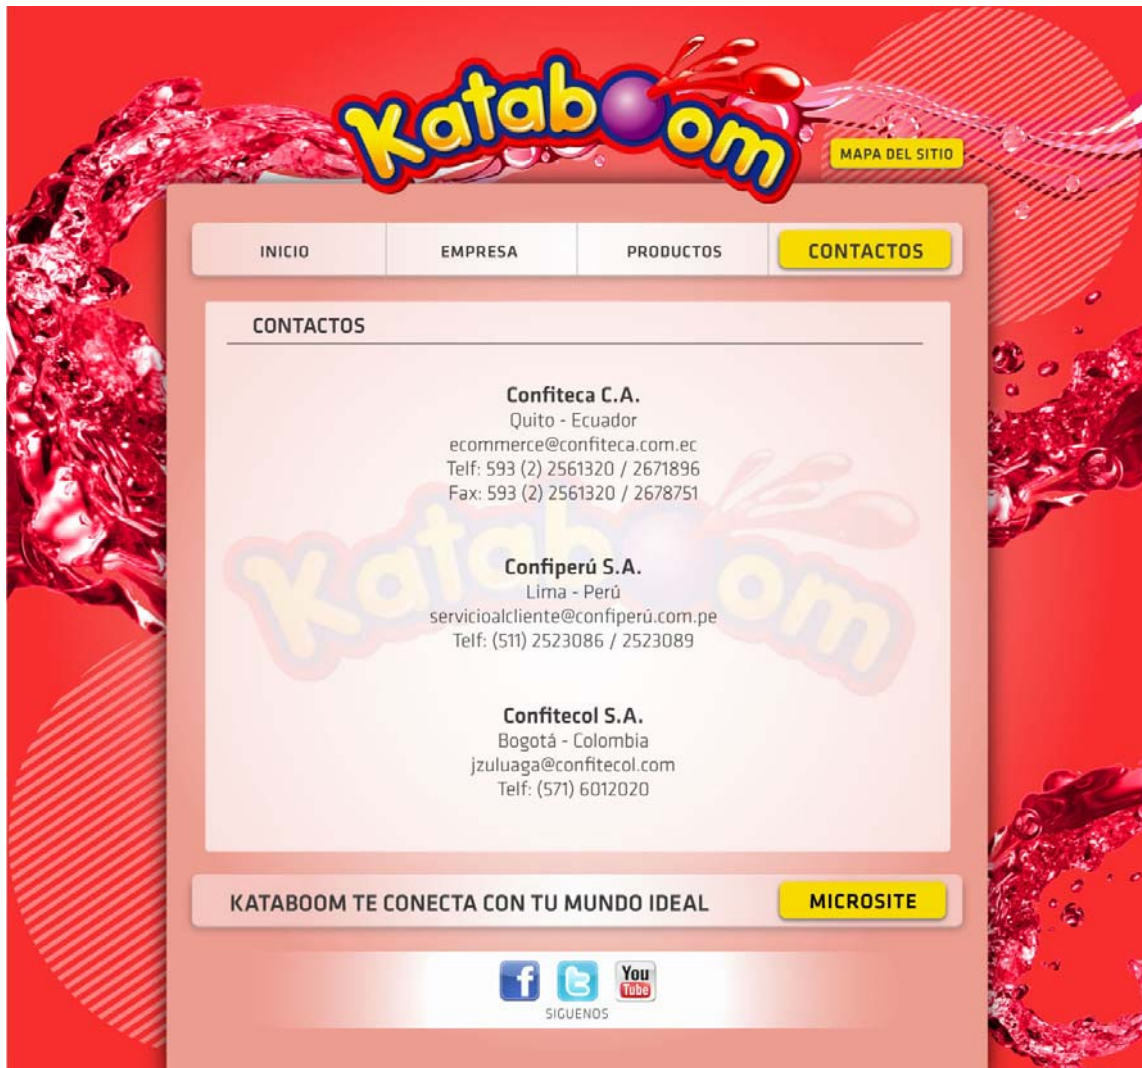 Kataboom
MAPA DEL SITIO
INICIO
EMPRESA
PRODUCTOS
CONTACTOS
CONTACTOS
Confiteca C.A.
Quito - Ecuador
ecommerce@confiteca.com.ec
Telf: 593 (2) 2561320 / 2671896
Fax: 593 (2) 2561320 / 2678751
Kataboom
Confiperú S.A.
Lima - Perú
servicioalcliente@confiperú.com.pe
Telf: (511) 2523086 / 2523089
Confitecol S.A.
Bogotá - Colombia
jzuluaga@confitecol.com
Telf: (571) 6012020
KATABOOM TE CONECTA CON TU MUNDO IDEAL
MICROSITE
f
t
You
Tube
SIGUENOS